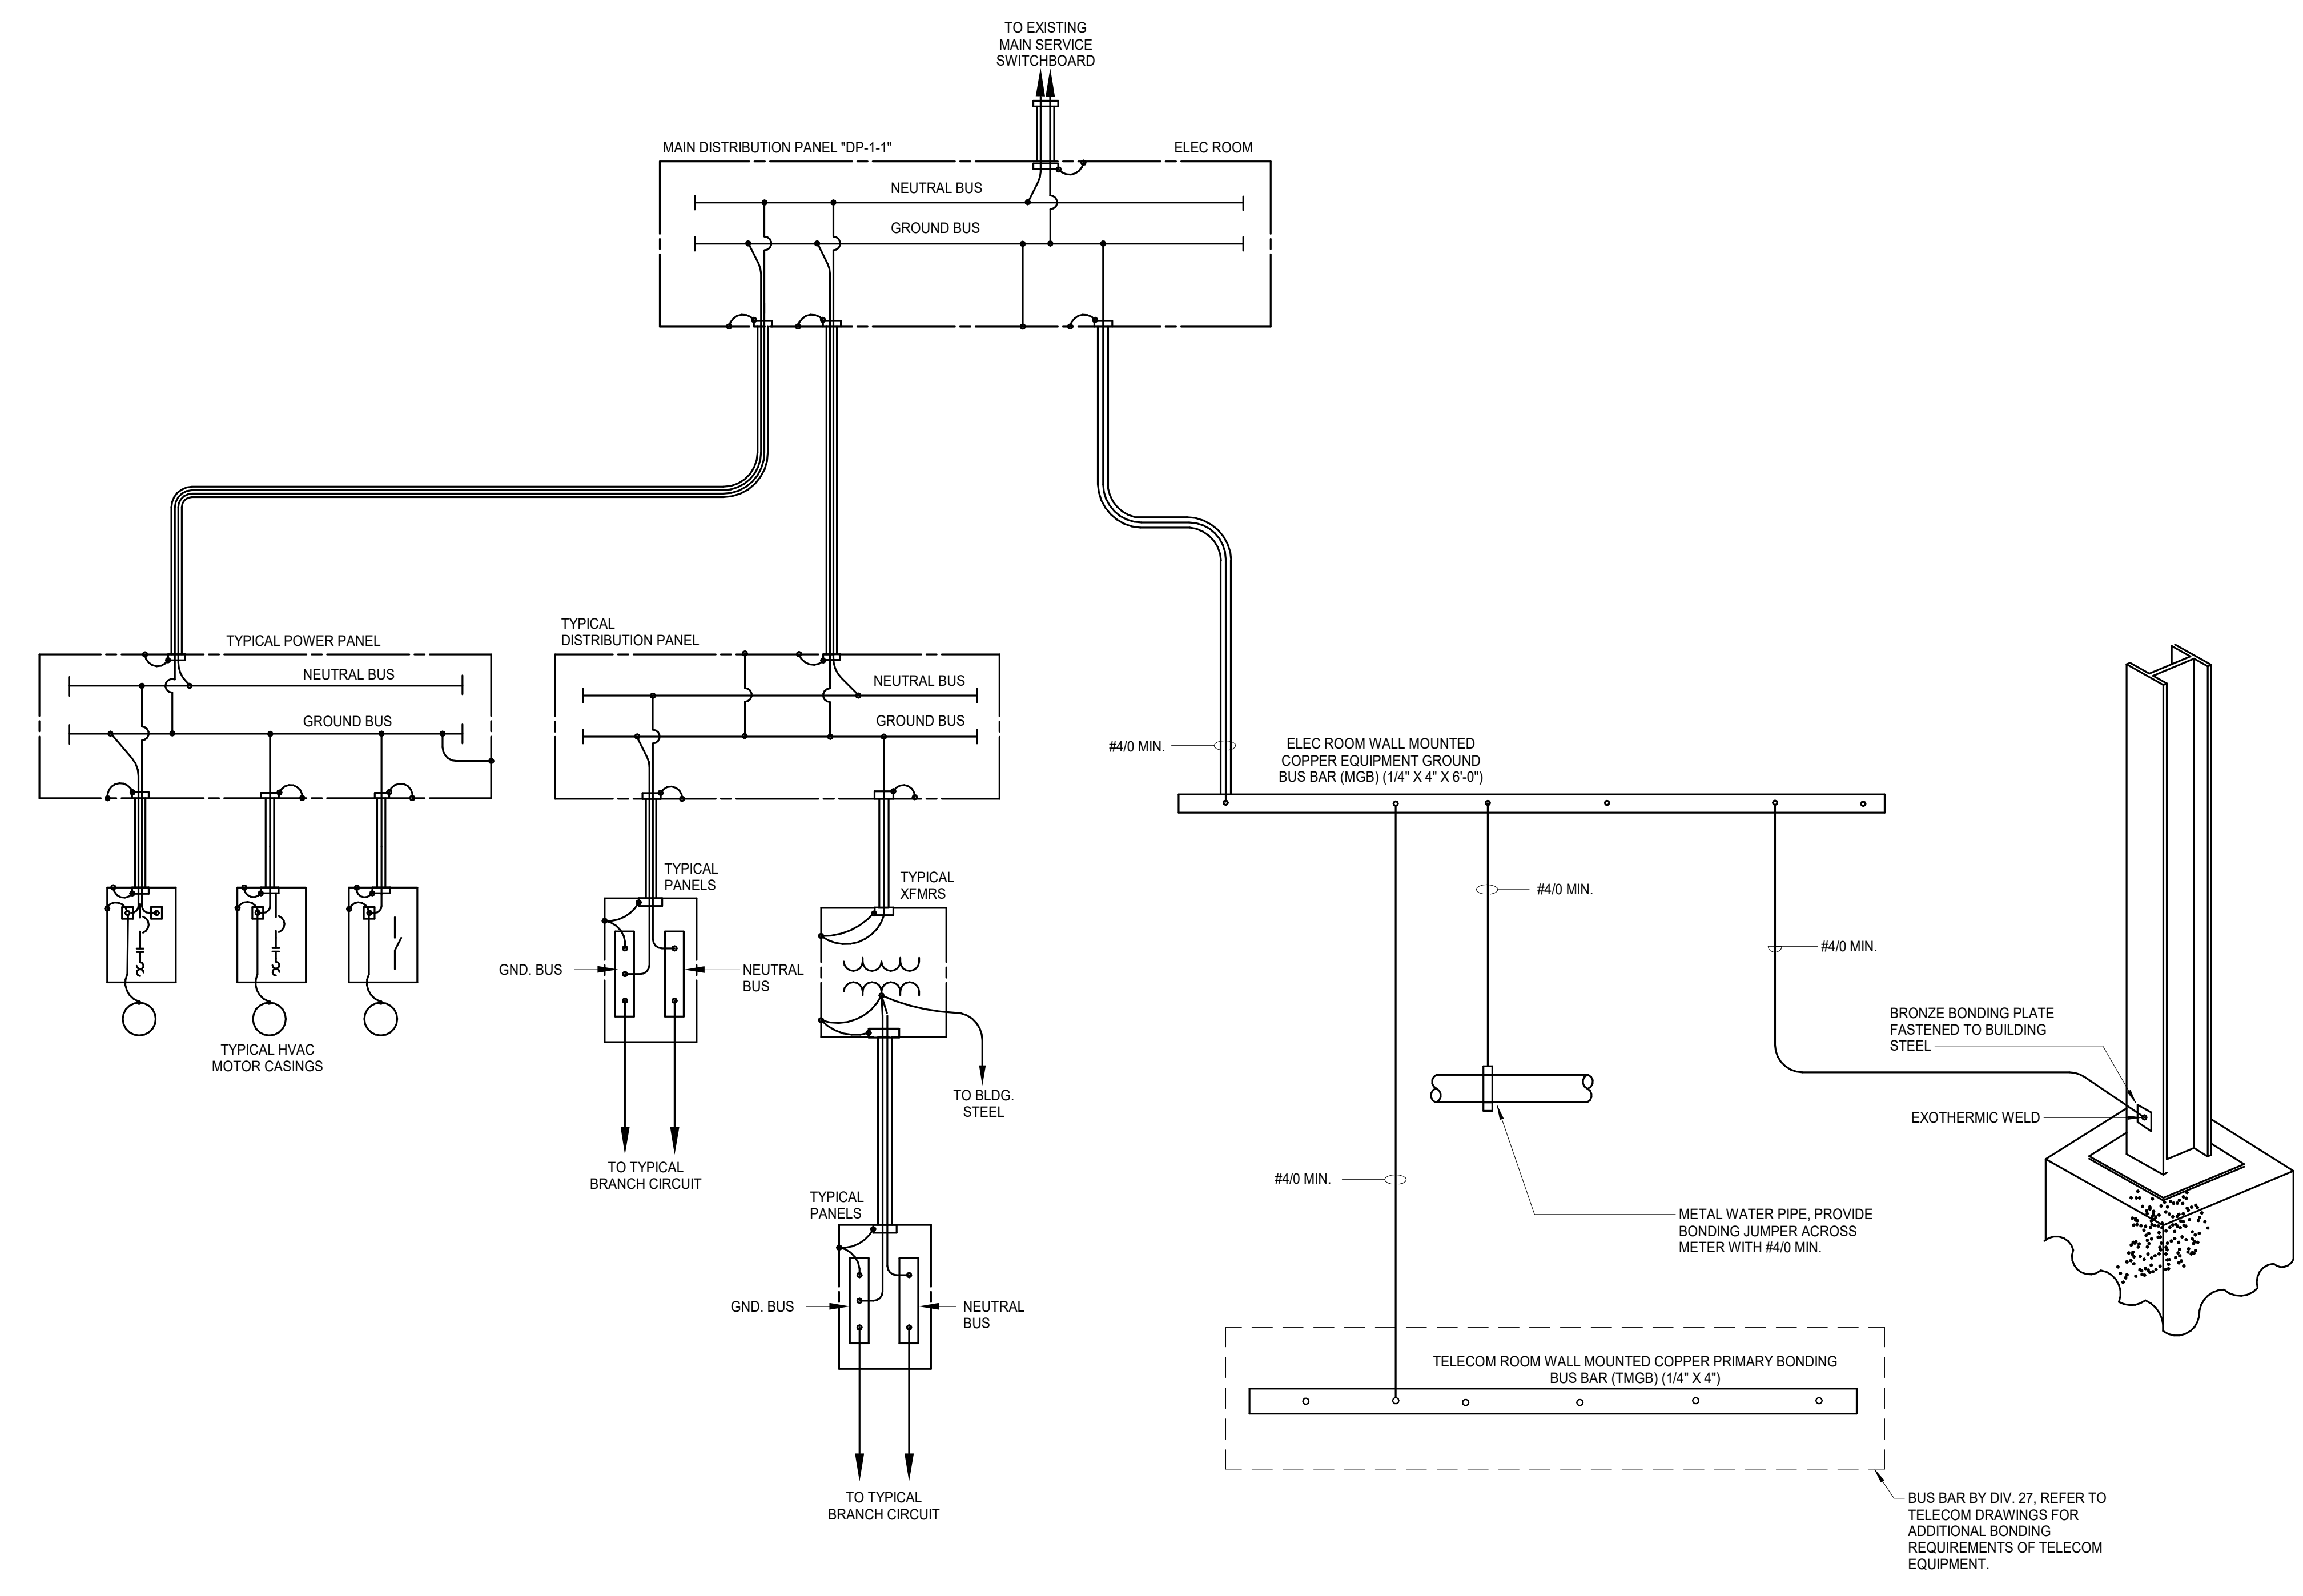 TO EXISTING
MAIN SERVICE
SWITCHBOARD
MAIN DISTRIBUTION PANEL "DP-1-1"
ELEC ROOM
NEUTRAL BUS
GROUND BUS
TYPICAL POWER PANEL
NEUTRAL BUS
GROUND BUS
TYPICAL
DISTRIBUTION PANEL
NEUTRAL BUS
GROUND BUS
#4/0 MIN.
ELEC ROOM WALL MOUNTED
COPPER EQUIPMENT GROUND
BUS BAR (MGB) (1/4" X 4" X 6'-0")
TYPICAL
PANELS
TYPICAL
XFMRS
#4/0 MIN.
#4/0 MIN.
GND. BUS
NEUTRAL
BUS
TYPICAL HVAC
MOTOR CASINGS
TO BLDG.
STEEL
BRONZE BONDING PLATE
FASTENED TO BUILDING
STEEL
EXOTHERMIC WELD
TO TYPICAL
BRANCH CIRCUIT
#4/0 MIN.
TYPICAL
PANELS
METAL WATER PIPE, PROVIDE
BONDING JUMPER ACROSS
METER WITH #4/0 MIN.
GND. BUS
NEUTRAL
BUS
TELECOM ROOM WALL MOUNTED COPPER PRIMARY BONDING
BUS BAR (TMGB) (1/4" X 4")
TO TYPICAL
BRANCH CIRCUIT
BUS BAR BY DIV. 27, REFER TO
TELECOM DRAWINGS FOR
ADDITIONAL BONDING
REQUIREMENTS OF TELECOM
EQUIPMENT.